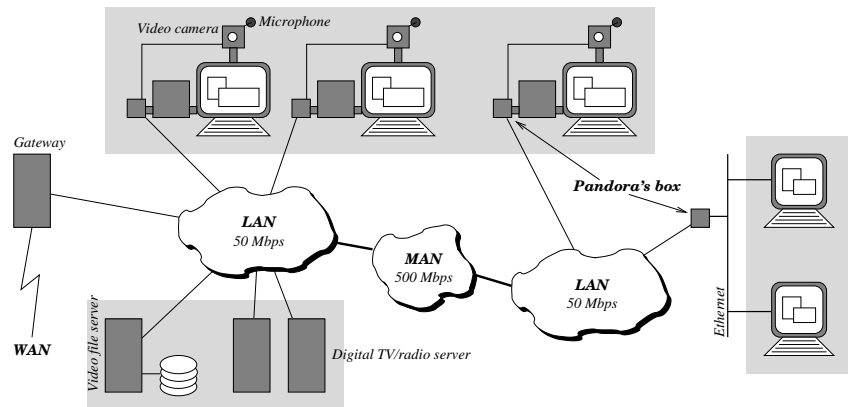 Video camera
Microphone
Gateway
Pandora's box
LAN
50 Mbps
MAN
500 Mbps
LAN
50 Mbps
Ethernet
WAN
Video file server
Digital TV/radio server